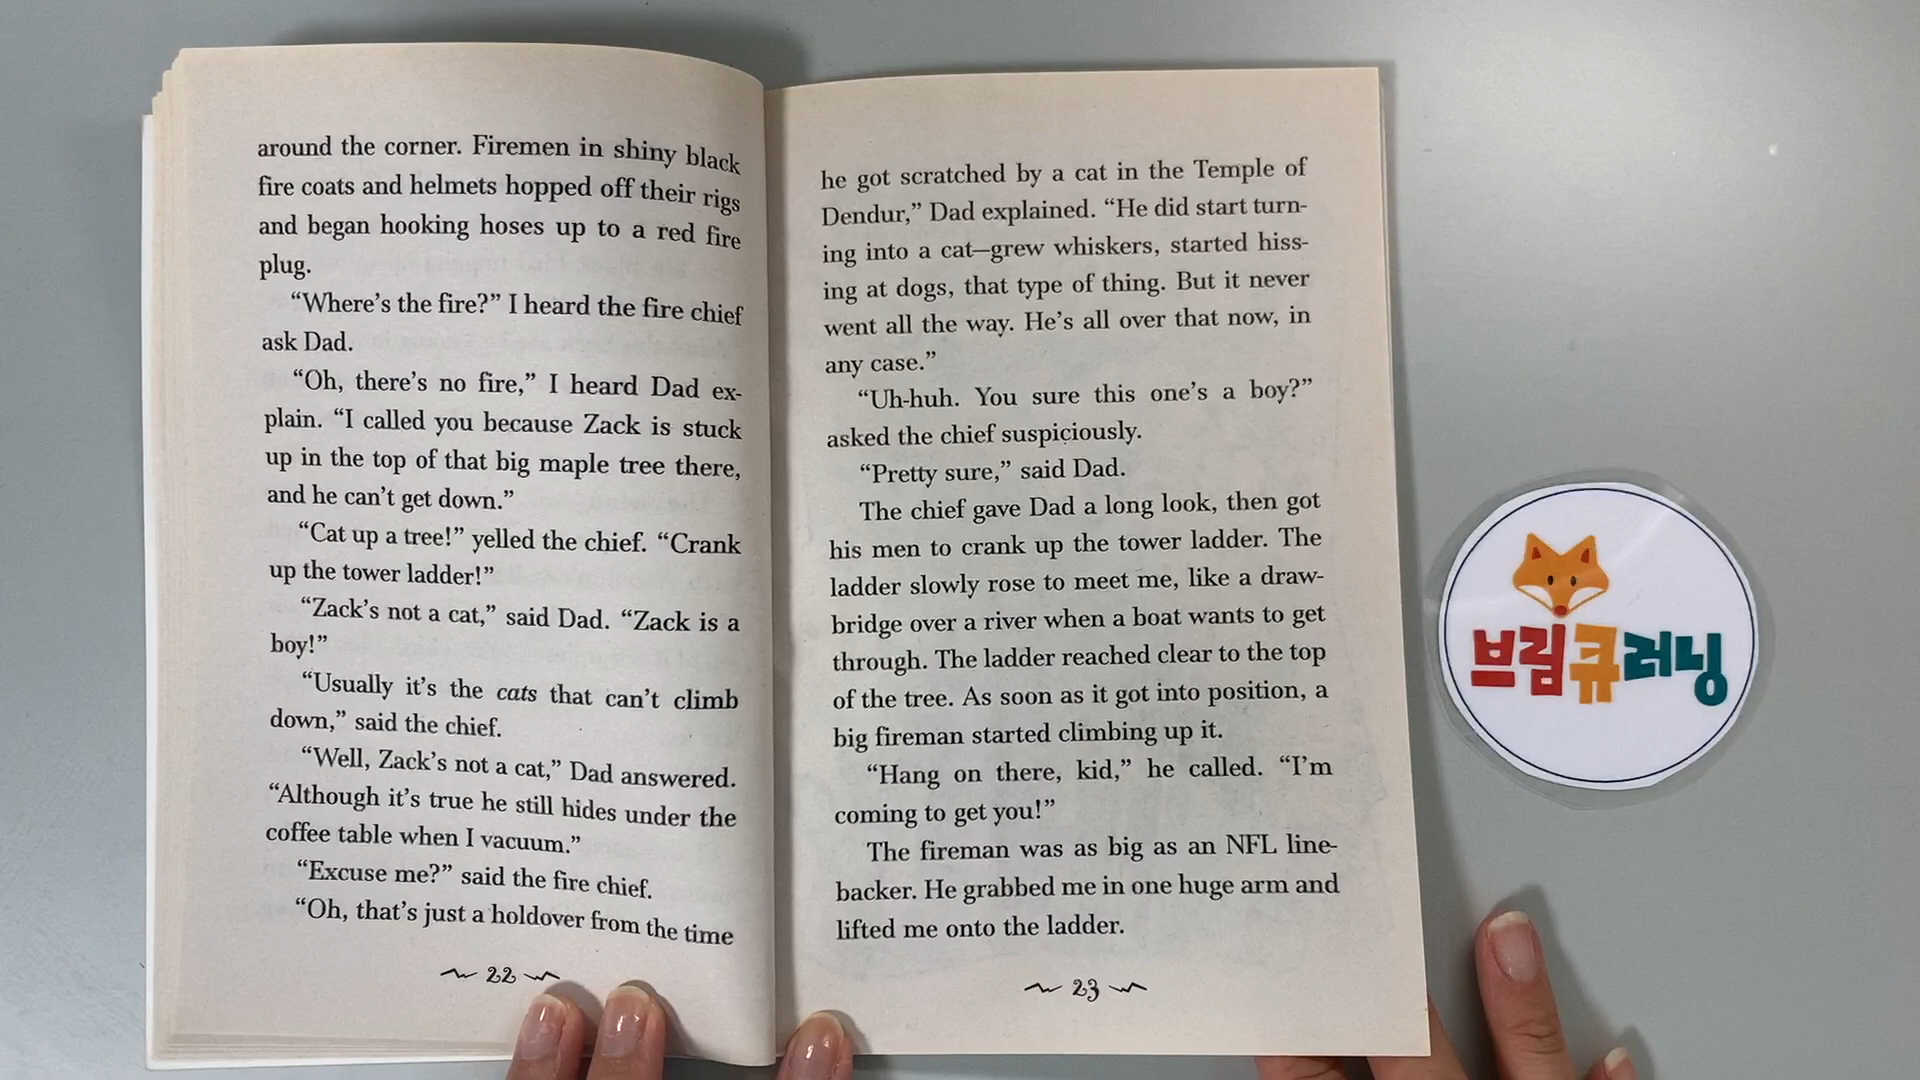 around the corner. Firemen in shiny black
fire coats and helmets hopped off their rigs
and began hooking hoses up to a red fire
plug.
“Where’s the fire?” I heard the fire chief
ask Dad.
“Oh, there’s no fire,” I heard Dad ex-
plain. “I called you because Zack is stuck
up in the top of that big maple tree there,
and he can’t get down.”
“Cat up a tree!” yelled the chief. “Crank
up the tower ladder!”
“Zack’s not a cat,” said Dad. “Zack is a
boy!”
“Usually it’s the cats that can’t climb
down,” said the chief.
“Well, Zack’s not a cat,” Dad answered.
“Although it’s true he still hides under the
coffee table when I vacuum.”
“Excuse me?” said the fire chief.
“Oh, that’s just a holdover from the time
22
he got scratched by a cat in the Temple of
Dendur,” Dad explained. “He did start turn-
ing into a cat—grew whiskers, started hiss-
ing at dogs, that type of thing. But it never
went all the way. He’s all over that now, in
any case.”
“Uh-huh. You sure this one’s a boy?”
asked the chief suspiciously.
“Pretty sure,” said Dad.
The chief gave Dad a long look, then got
his men to crank up the tower ladder. The
ladder slowly rose to meet me, like a draw-
bridge over a river when a boat wants to get
through. The ladder reached clear to the top
of the tree. As soon as it got into position, a
big fireman started climbing up it.
“Hang on there, kid,” he called. “I’m
coming to get you!”
The fireman was as big as an NFL line-
backer. He grabbed me in one huge arm and
lifted me onto the ladder.
23
브림큐러닝